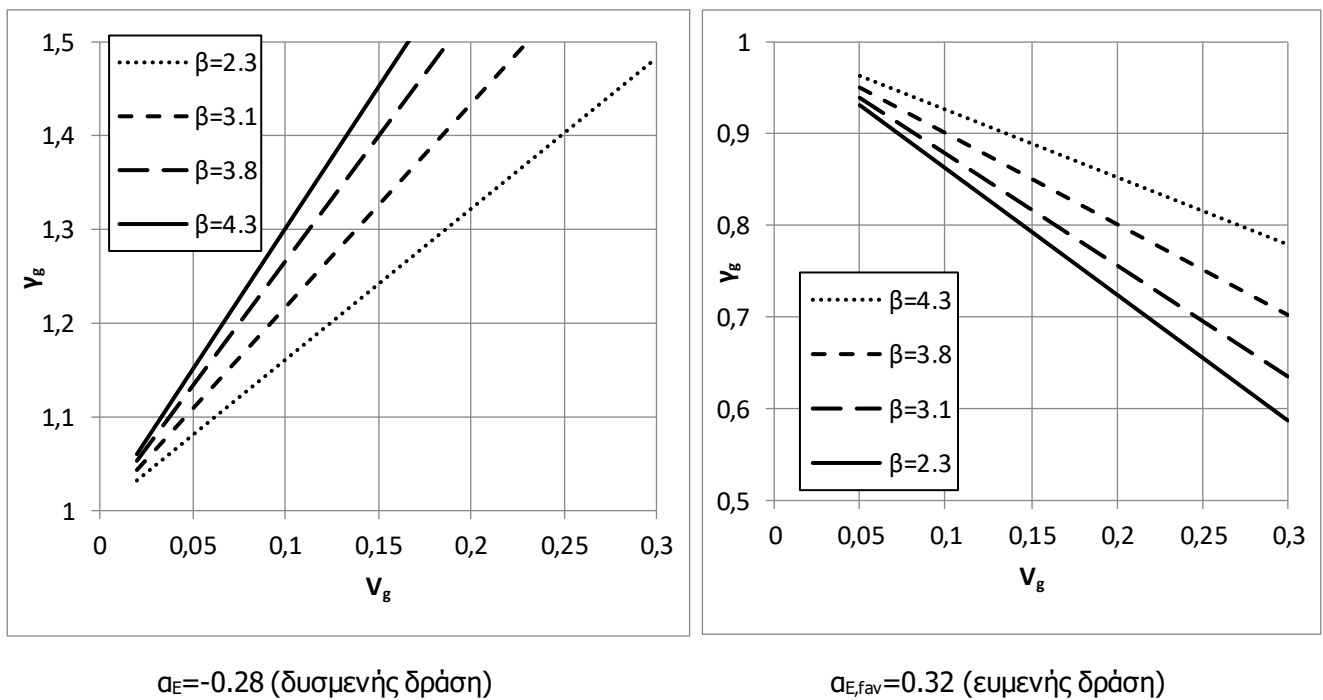 1,5
1,4
1,3
1,2
1,1
1
γg
β=2.3
β=3.1
β=3.8
β=4.3
0 0,05 0,1 0,15 0,2 0,25 0,3
Vg
1
0,9
0,8
0,7
0,6
0,5
γg
β=4.3
β=3.8
β=3.1
β=2.3
0 0,05 0,1 0,15 0,2 0,25 0,3
Vg
αE=-0.28 (δυσμενής δράση)
αE,fav=0.32 (ευμενής δράση)